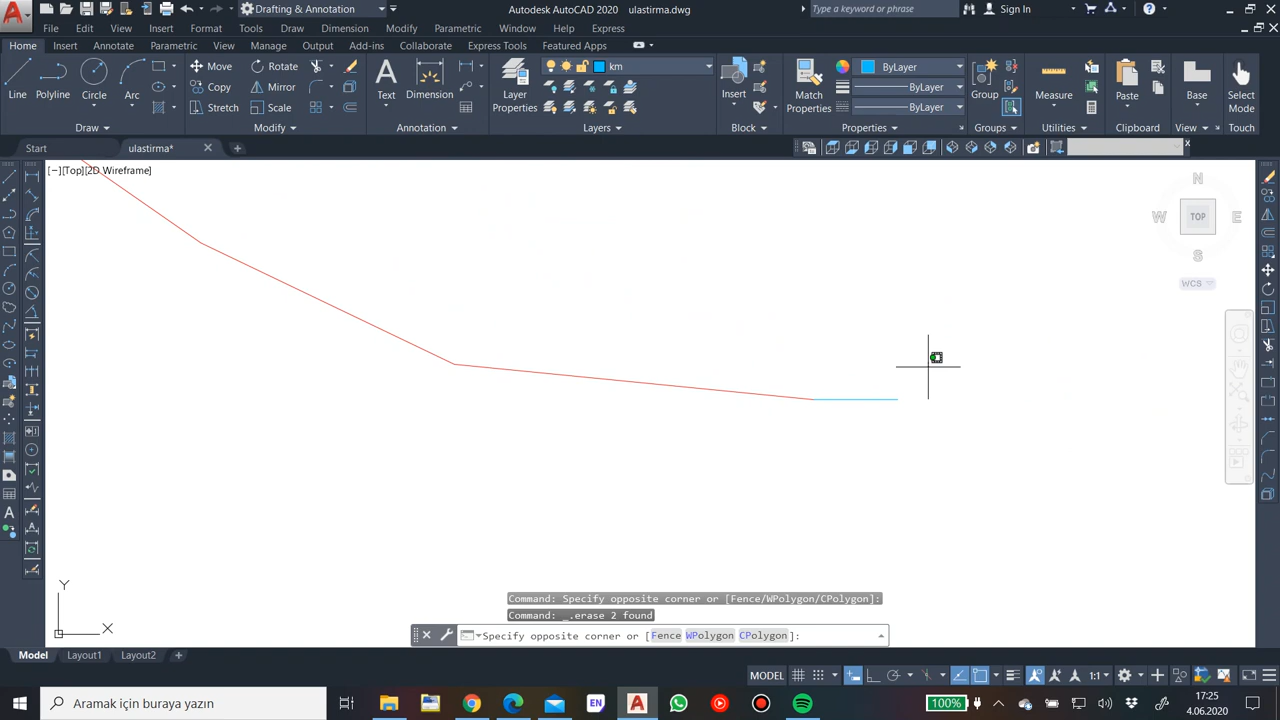 Drafting & Annotation
Autodesk AutoCAD 2020 ulastirma.dwg
Type a keyword or phrase
Sign In
File Edit View Insert Format Tools Draw Dimension Modify Parametric Window Help Express
Home Insert Annotate Parametric View Manage Output Add-ins Collaborate Express Tools Featured Apps
Line Polyline Circle Arc
Move Rotate
Copy Mirror
Stretch Scale
Text Dimension
Layer Properties
km
Insert
Match Properties
ByLayer
ByLayer
ByLayer
Group
Measure
Paste
Base
Select Mode
Draw Modify Annotation Layers Block Properties Groups Utilities Clipboard View Touch
Start ulastirma*
[−][Top][2D Wireframe]
N
W TOP E
S
WCS
Y
X
Command: Specify opposite corner or [Fence/WPolygon/CPolygon]:
Command: _.erase 2 found
Specify opposite corner or [Fence WPolygon CPolygon]:
Model Layout1 Layout2
MODEL 1:1
Aramak için buraya yazın
EN
A
100%
17:25
4.06.2020